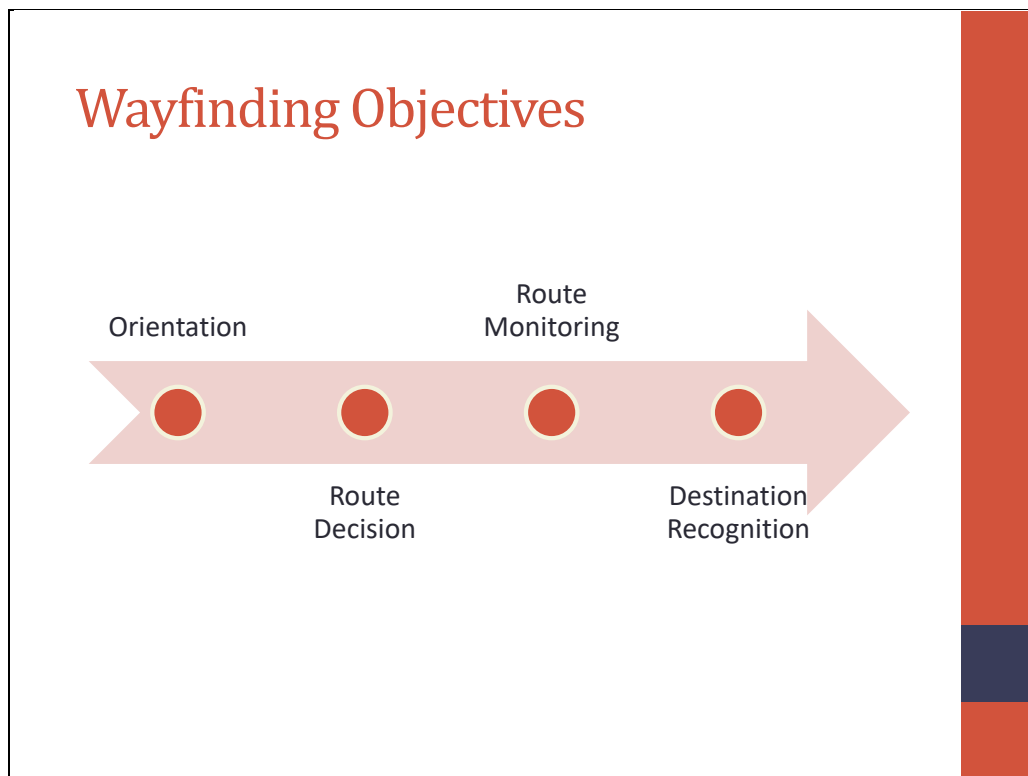 Wayfinding Objectives
Orientation
Route
Decision
Route
Monitoring
Destination
Recognition